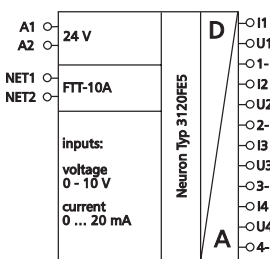 A1
A2
24 V
NET1
NET2
FTT-10A
inputs:
voltage
0 - 10 V
current
0 ... 20 mA
Neuron Typ 3120FE5
D
A
I1
U1
1-
I2
U2
2-
I3
U3
3-
I4
U4
4-